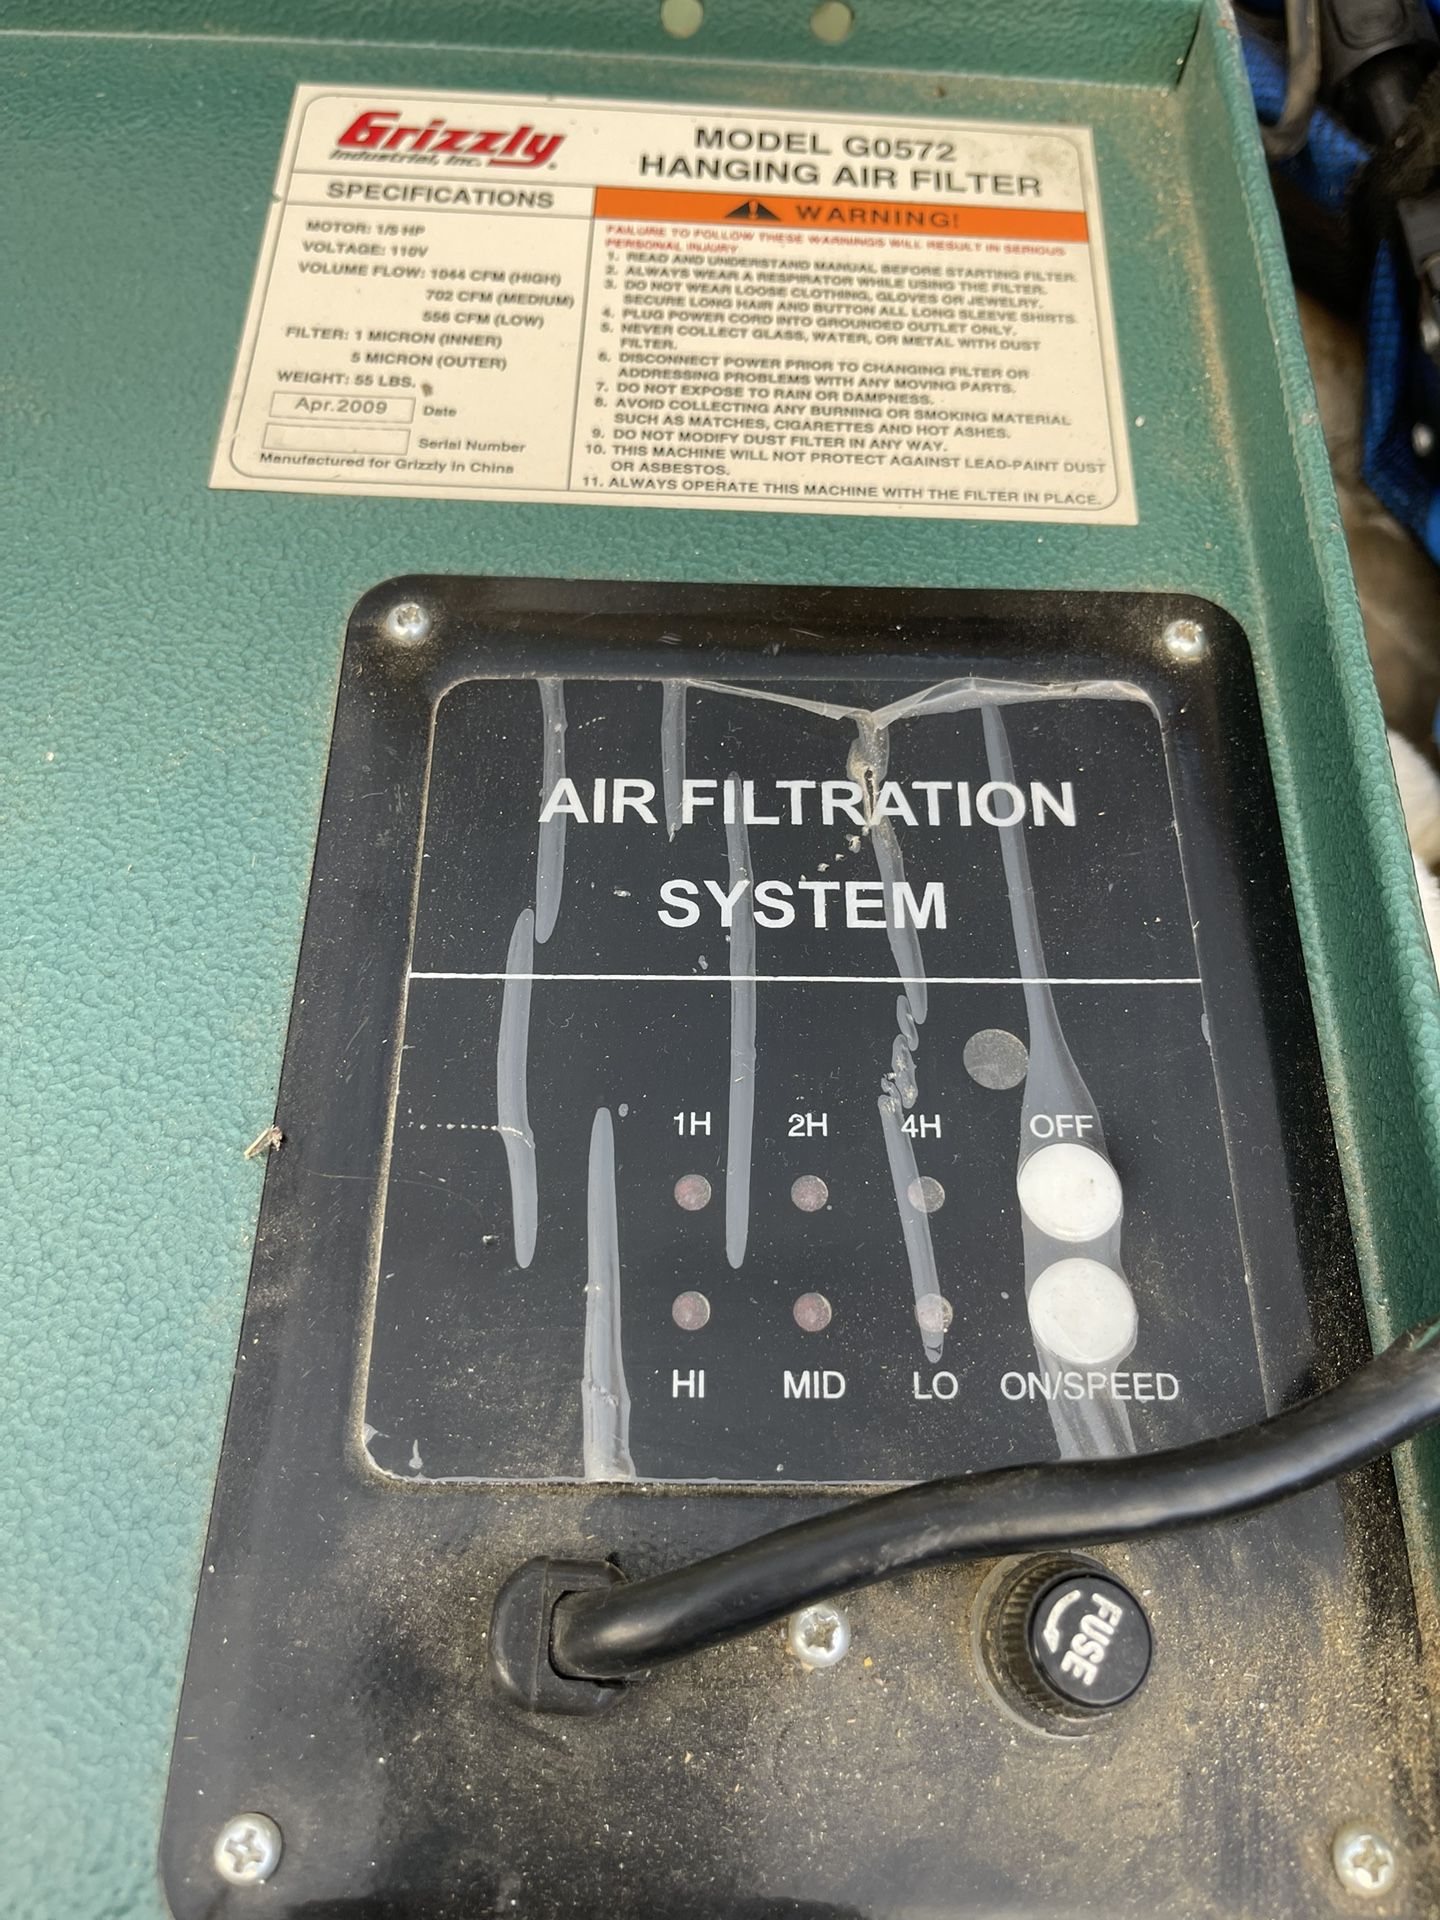 Grizzly
Industrial, Inc.
MODEL G0572
HANGING AIR FILTER
SPECIFICATIONS
MOTOR: 1/5 HP
VOLTAGE: 110V
VOLUME FLOW: 1044 CFM (HIGH)
702 CFM (MEDIUM)
556 CFM (LOW)
FILTER: 1 MICRON (INNER)
5 MICRON (OUTER)
WEIGHT: 55 LBS.
Apr.2009 Date
Serial Number
Manufactured for Grizzly in China
WARNING!
FAILURE TO FOLLOW THESE WARNINGS WILL RESULT IN SERIOUS
PERSONAL INJURY
1. READ AND UNDERSTAND MANUAL BEFORE STARTING FILTER.
2. ALWAYS WEAR A RESPIRATOR WHILE USING THE FILTER.
3. DO NOT WEAR LOOSE CLOTHING, GLOVES OR JEWELRY.
SECURE LONG HAIR AND BUTTON ALL LONG SLEEVE SHIRTS.
4. PLUG POWER CORD INTO GROUNDED OUTLET ONLY.
5. NEVER COLLECT GLASS, WATER, OR METAL WITH DUST
FILTER.
6. DISCONNECT POWER PRIOR TO CHANGING FILTER OR
ADDRESSING PROBLEMS WITH ANY MOVING PARTS.
7. DO NOT EXPOSE TO RAIN OR DAMPNESS.
8. AVOID COLLECTING ANY BURNING OR SMOKING MATERIAL
SUCH AS MATCHES, CIGARETTES AND HOT ASHES.
9. DO NOT MODIFY DUST FILTER IN ANY WAY.
10. THIS MACHINE WILL NOT PROTECT AGAINST LEAD-PAINT DUST
OR ASBESTOS.
11. ALWAYS OPERATE THIS MACHINE WITH THE FILTER IN PLACE.
AIR FILTRATION
SYSTEM
1H 2H 4H OFF
HI MID LO ON/SPEED
FUSE